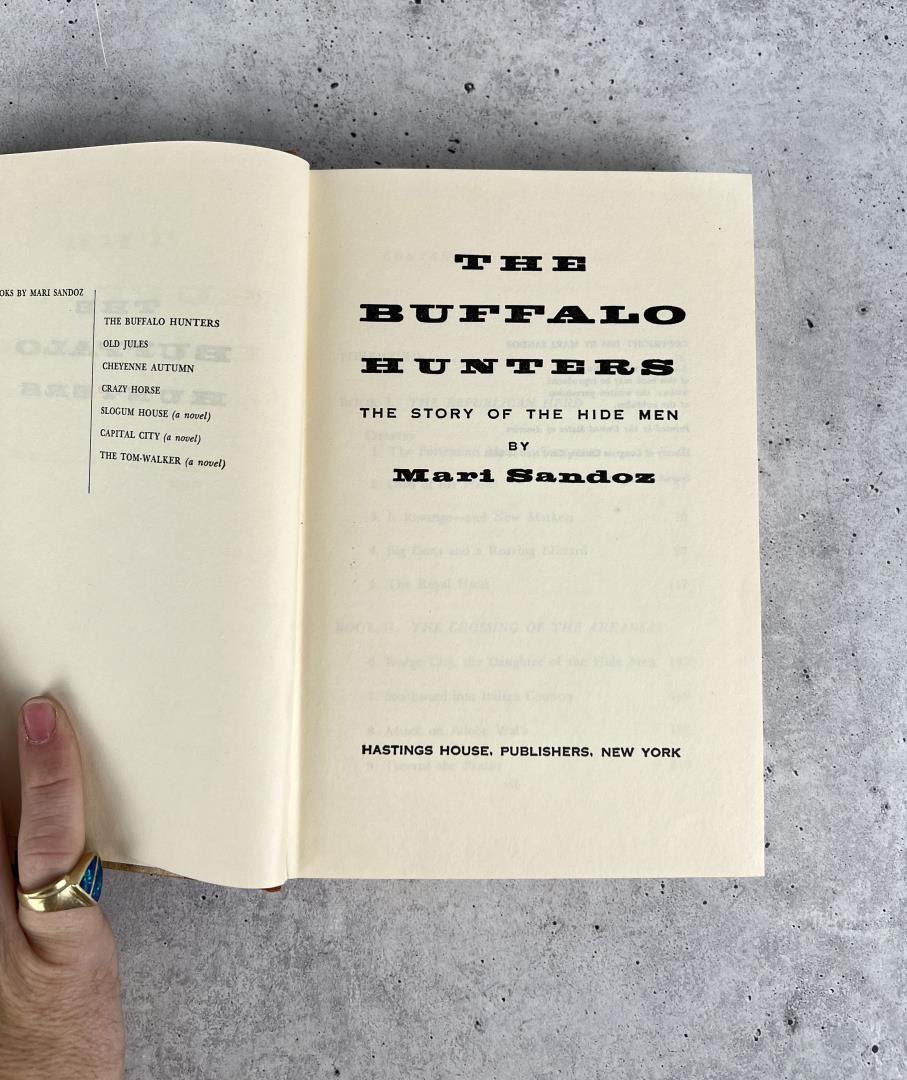 OKS BY MARI SANDOZ
THE BUFFALO HUNTERS
OLD JULES
CHEYENNE AUTUMN
CRAZY HORSE
SLOGUM HOUSE (a novel)
CAPITAL CITY (a novel)
THE TOM-WALKER (a novel)
THE
BUFFALO
HUNTERS
THE STORY OF THE HIDE MEN
BY
Mari Sandoz
HASTINGS HOUSE, PUBLISHERS, NEW YORK